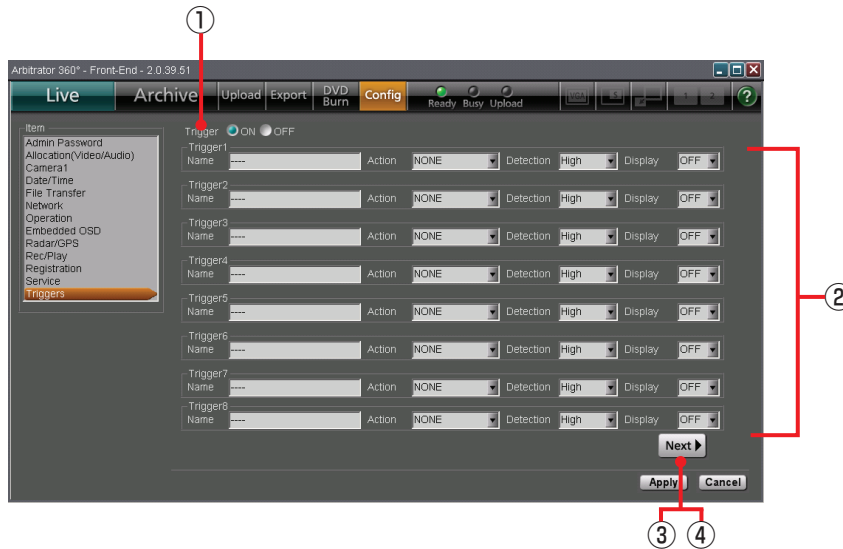 ①
Arbitrator 360° - Front-End - 2.0.39.51
Live Archive Upload Export DVD Burn Config Ready Busy Upload VGA S 1 2 ?
Item
Admin Password
Allocation(Video/Audio)
Camera1
Date/Time
File Transfer
Network
Operation
Embedded OSD
Radar/GPS
Rec/Play
Registration
Service
Triggers
Trigger ON OFF
Trigger1
Name ---- Action NONE Detection High Display OFF
Trigger2
Name ---- Action NONE Detection High Display OFF
Trigger3
Name ---- Action NONE Detection High Display OFF
Trigger4
Name ---- Action NONE Detection High Display OFF
Trigger5
Name ---- Action NONE Detection High Display OFF
Trigger6
Name ---- Action NONE Detection High Display OFF
Trigger7
Name ---- Action NONE Detection High Display OFF
Trigger8
Name ---- Action NONE Detection High Display OFF
②
Next
Apply Cancel
③ ④